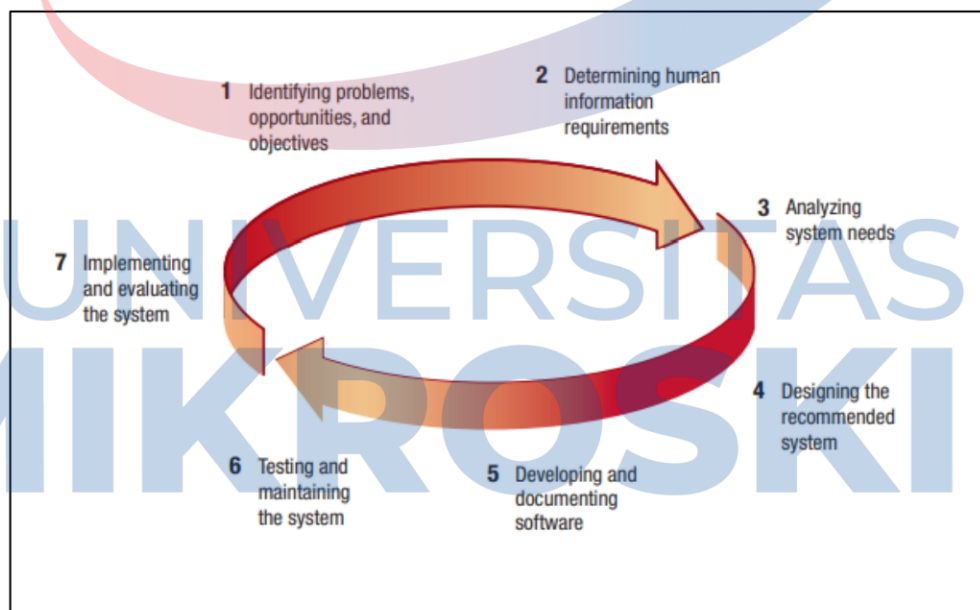 1 Identifying problems,
opportunities, and
objectives
2 Determining human
information
requirements
3 Analyzing
system needs
4 Designing the
recommended
system
5 Developing and
documenting
software
6 Testing and
maintaining
the system
7 Implementing
and evaluating
the system
UNIVERSITAS
MIKROSKIL